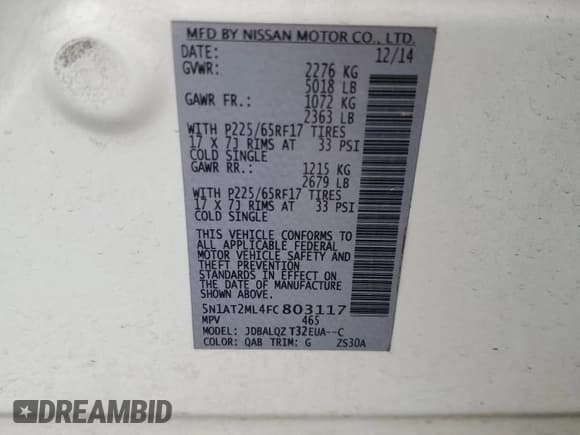 MFD BY NISSAN MOTOR CO., LTD.
DATE: 12/14
GVWR: 2276 KG
5018 LB
GAWR FR.: 1072 KG
2363 LB
WITH P225/65RF17 TIRES
17 X 7J RIMS AT 33 PSI
COLD SINGLE
GAWR RR.: 1215 KG
2679 LB
WITH P225/65RF17 TIRES
17 X 7J RIMS AT 33 PSI
COLD SINGLE
THIS VEHICLE CONFORMS TO
ALL APPLICABLE FEDERAL
MOTOR VEHICLE SAFETY AND
THEFT PREVENTION
STANDARDS IN EFFECT ON
THE DATE OF MANUFACTURE
SHOWN ABOVE.
5N1AT2ML4FC803117
MPV 465
MODEL: JDBALQZ T32EUA--C
COLOR: QAB TRIM: G ZS30A
DREAMBID